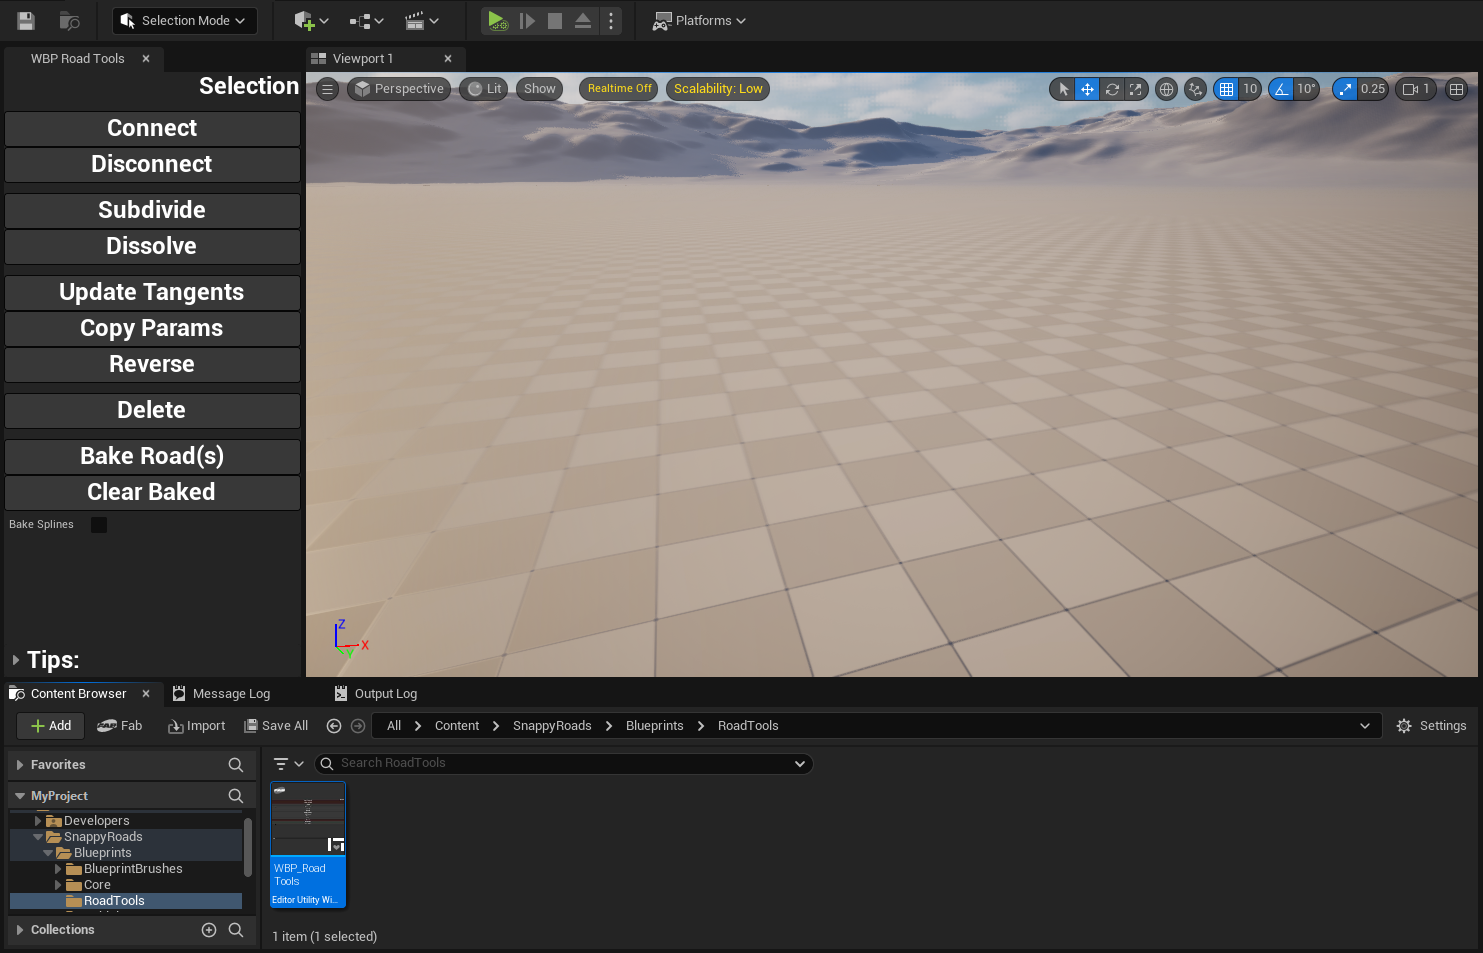 Selection Mode
Platforms
WBP Road Tools
Viewport 1
Selection
Connect
Disconnect
Subdivide
Dissolve
Update Tangents
Copy Params
Reverse
Delete
Bake Road(s)
Clear Baked
Bake Splines
Tips:
Perspective
Lit
Show
Realtime Off
Scalability: Low
10
10°
0.25
1
Z
X
Y
Content Browser
Message Log
Output Log
Add
Fab
Import
Save All
All
Content
SnappyRoads
Blueprints
RoadTools
Settings
Favorites
MyProject
Developers
SnappyRoads
Blueprints
BlueprintBrushes
Core
RoadTools
Collections
Search RoadTools
WBP_Road
Tools
Editor Utility Wi...
1 item (1 selected)